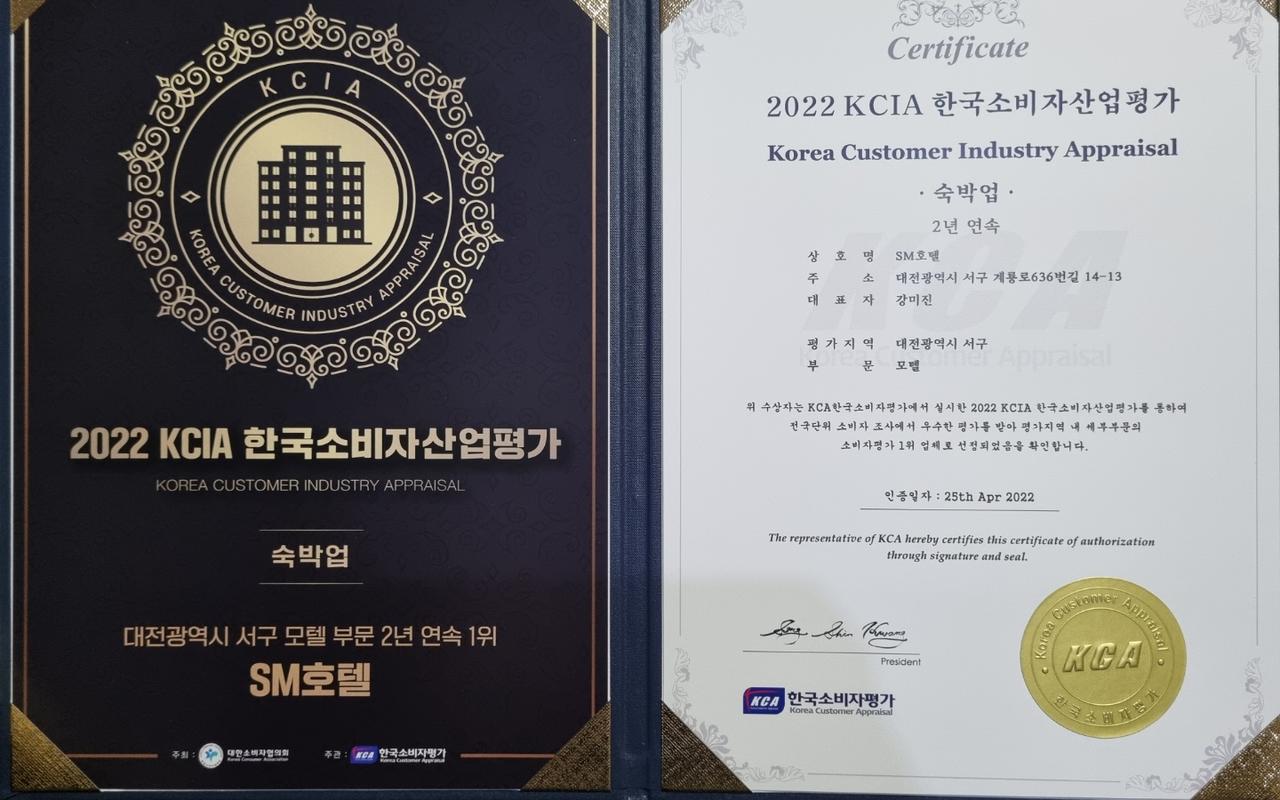 KCIA
KOREA CUSTOMER INDUSTRY APPRAISAL
2022 KCIA 한국소비자산업평가
KOREA CUSTOMER INDUSTRY APPRAISAL
숙박업
대전광역시 서구 모텔 부문 2년 연속 1위
SM호텔
주최 : 대한소비자협의회
Korea Consumer Association
주관 : KCA 한국소비자평가
Korea Customer Appraisal
Certificate
2022 KCIA 한국소비자산업평가
Korea Customer Industry Appraisal
· 숙박업 ·
2년 연속
상 호 명 SM호텔
주 소 대전광역시 서구 계룡로636번길 14-13
대 표 자 강미진
평 가 지 역 대전광역시 서구
부 문 모텔
KCA
Korea Customer Appraisal
위 수상자는 KCA한국소비자평가에서 실시한 2022 KCIA 한국소비자산업평가를 통하여
전국단위 소비자 조사에서 우수한 평가를 받아 평가지역 내 세부부문의
소비자평가 1위 업체로 선정되었음을 확인합니다.
인증일자 : 25th Apr 2022
The representative of KCA hereby certifies this certificate of authorization
through signature and seal.
President
KCA 한국소비자평가
Korea Customer Appraisal
Korea Customer Appraisal
KCA
한국소비자평가